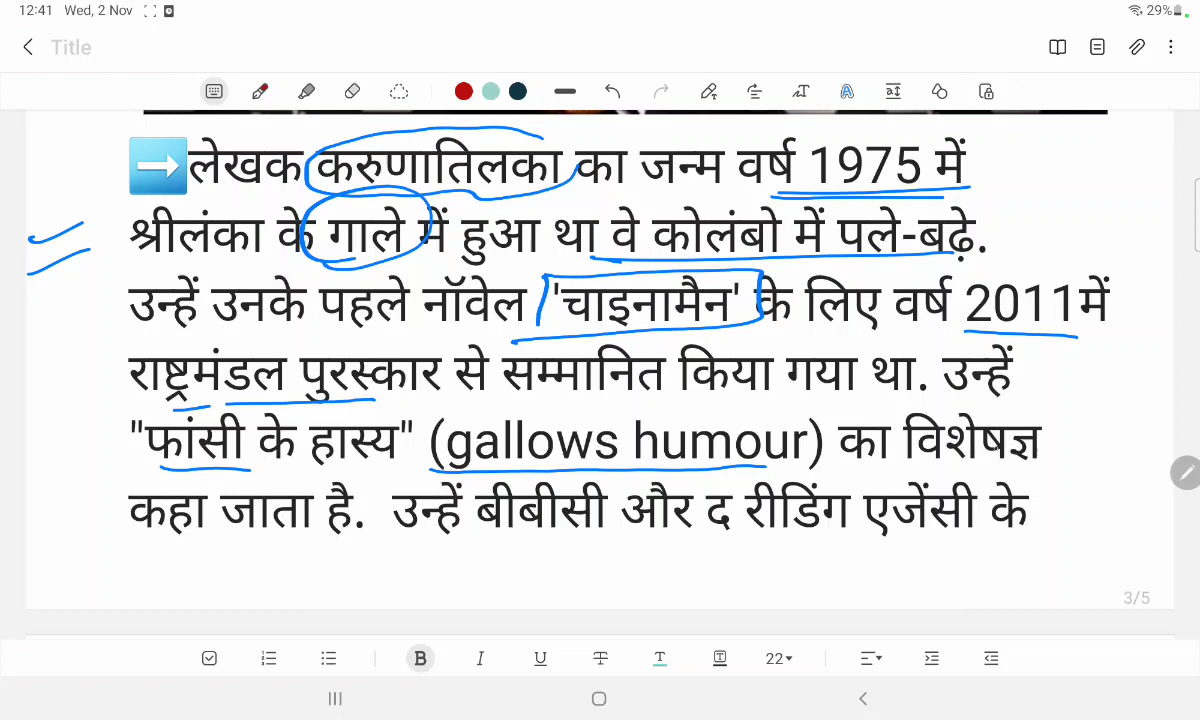 12:41 Wed, 2 Nov 29%
Title
लेखक करुणातिलका का जन्म वर्ष 1975 में
श्रीलंका के गाले में हुआ था वे कोलंबो में पले-बढ़े.
उन्हें उनके पहले नॉवेल 'चाइनामैन' के लिए वर्ष 2011में
राष्ट्रमंडल पुरस्कार से सम्मानित किया गया था. उन्हें
"फांसी के हास्य" (gallows humour) का विशेषज्ञ
कहा जाता है. उन्हें बीबीसी और द रीडिंग एजेंसी के
3/5
B I U T T 22